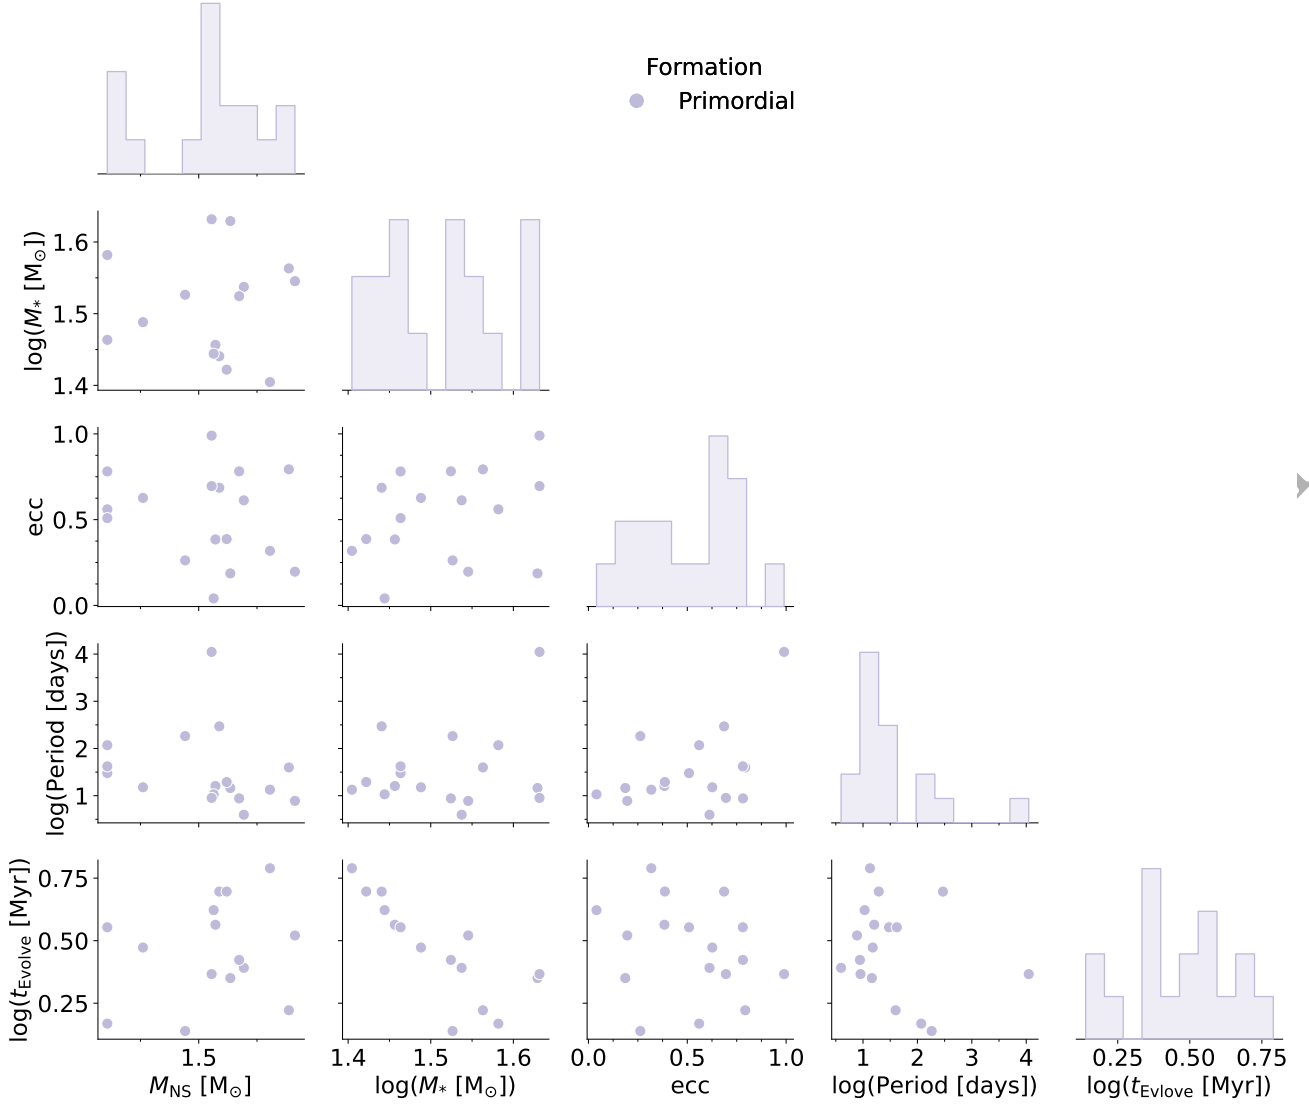 Formation
Primordial
log(M* [M⊙])
1.6
1.5
1.4
ecc
1.0
0.5
0.0
log(Period [days])
4
3
2
1
log(tEvolve [Myr])
0.75
0.50
0.25
1.5
1.4 1.5 1.6
0.0 0.5 1.0
1 2 3 4
0.25 0.50 0.75
MNS [M⊙]
log(M* [M⊙])
ecc
log(Period [days])
log(tEvlove [Myr])